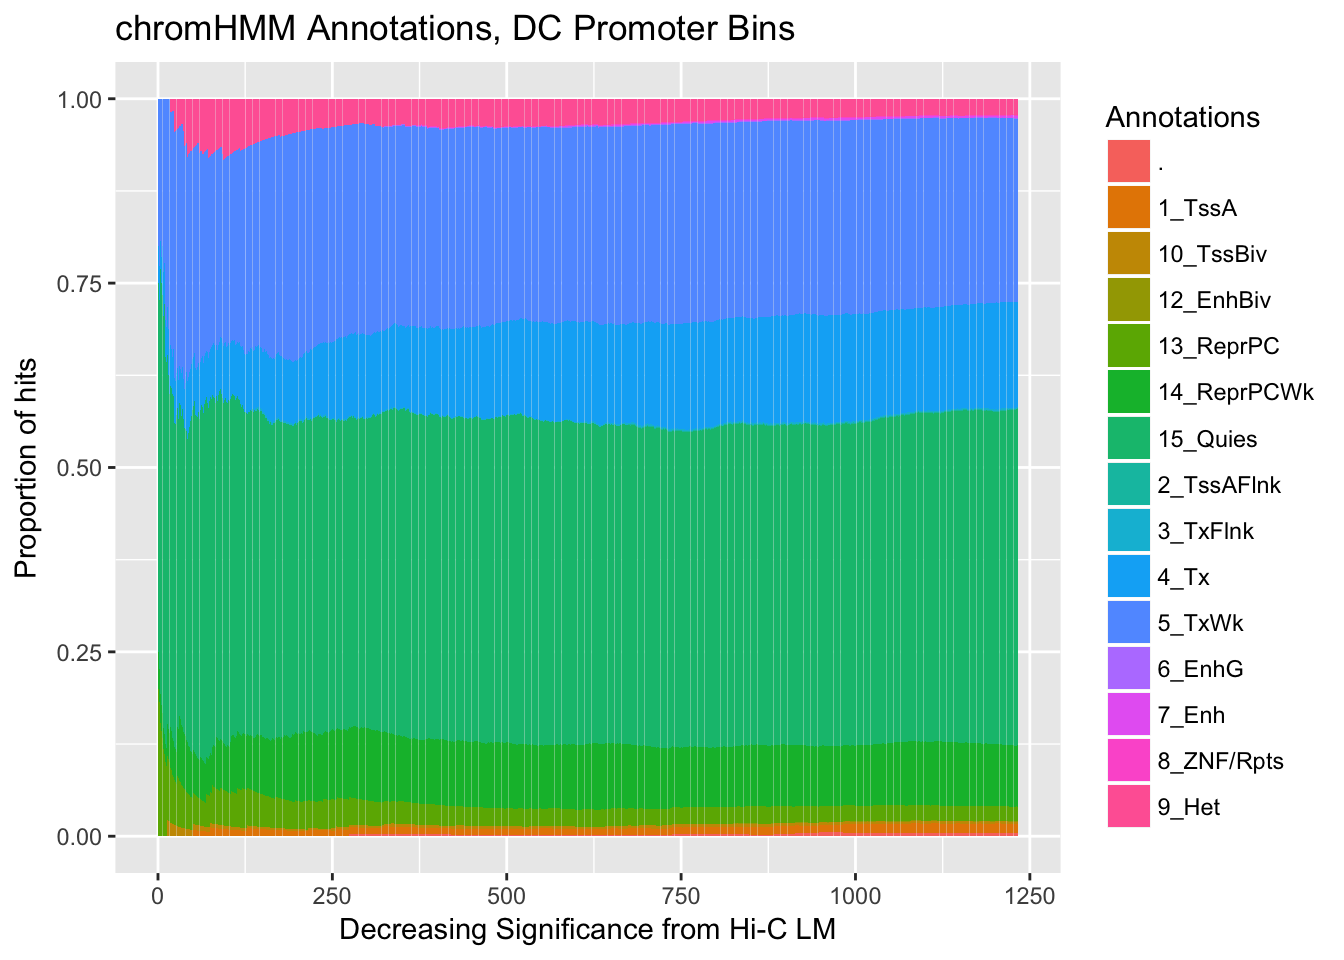 chromHMM Annotations, DC Promoter Bins
Proportion of hits
1.00
0.75
0.50
0.25
0.00
0
250
500
750
1000
1250
Decreasing Significance from Hi-C LM
Annotations
.
1_TssA
10_TssBiv
12_EnhBiv
13_ReprPC
14_ReprPCWk
15_Quies
2_TssAFlnk
3_TxFlnk
4_Tx
5_TxWk
6_EnhG
7_Enh
8_ZNF/Rpts
9_Het